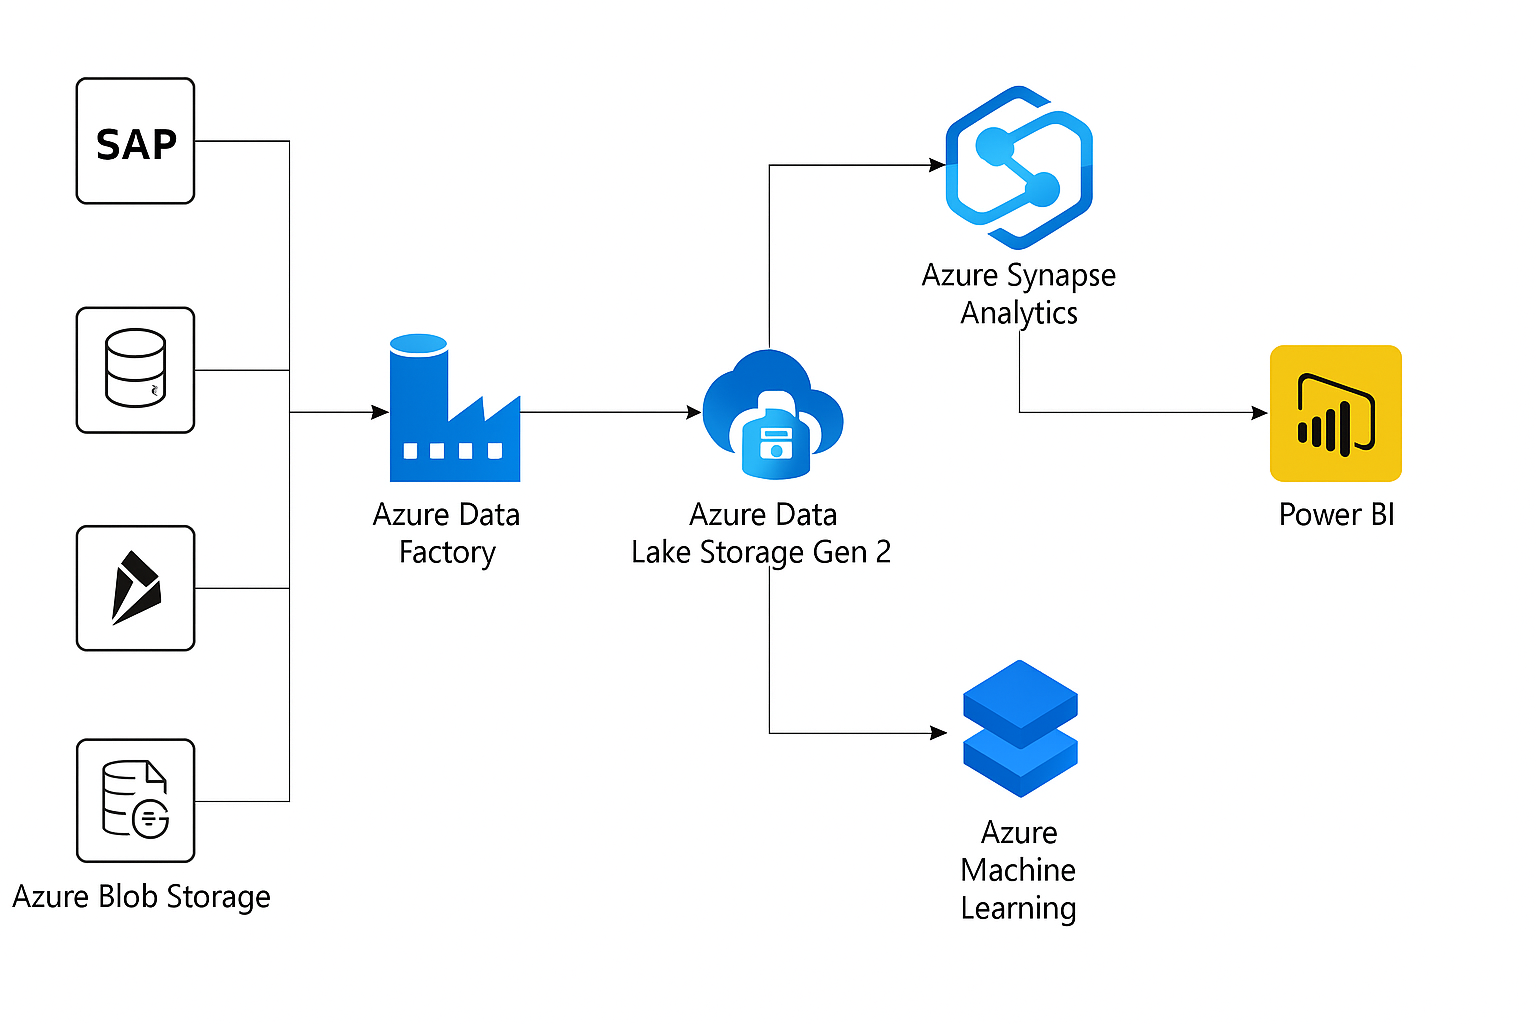 SAP
Azure Synapse
Analytics
Azure Data
Factory
Azure Data
Lake Storage Gen 2
Power BI
Azure Blob Storage
Azure
Machine
Learning